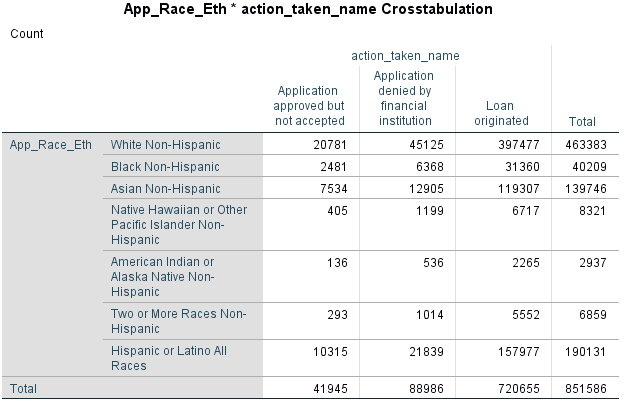 App_Race_Eth * action_taken_name Crosstabulation
Count
action_taken_name
Application approved but not accepted
Application denied by financial institution
Loan originated
Total
App_Race_Eth White Non-Hispanic 20781 45125 397477 463383
Black Non-Hispanic 2481 6368 31360 40209
Asian Non-Hispanic 7534 12905 119307 139746
Native Hawaiian or Other
Pacific Islander Non-
Hispanic 405 1199 6717 8321
American Indian or
Alaska Native Non-
Hispanic 136 536 2265 2937
Two or More Races Non-
Hispanic 293 1014 5552 6859
Hispanic or Latino All
Races 10315 21839 157977 190131
Total 41945 88986 720655 851586